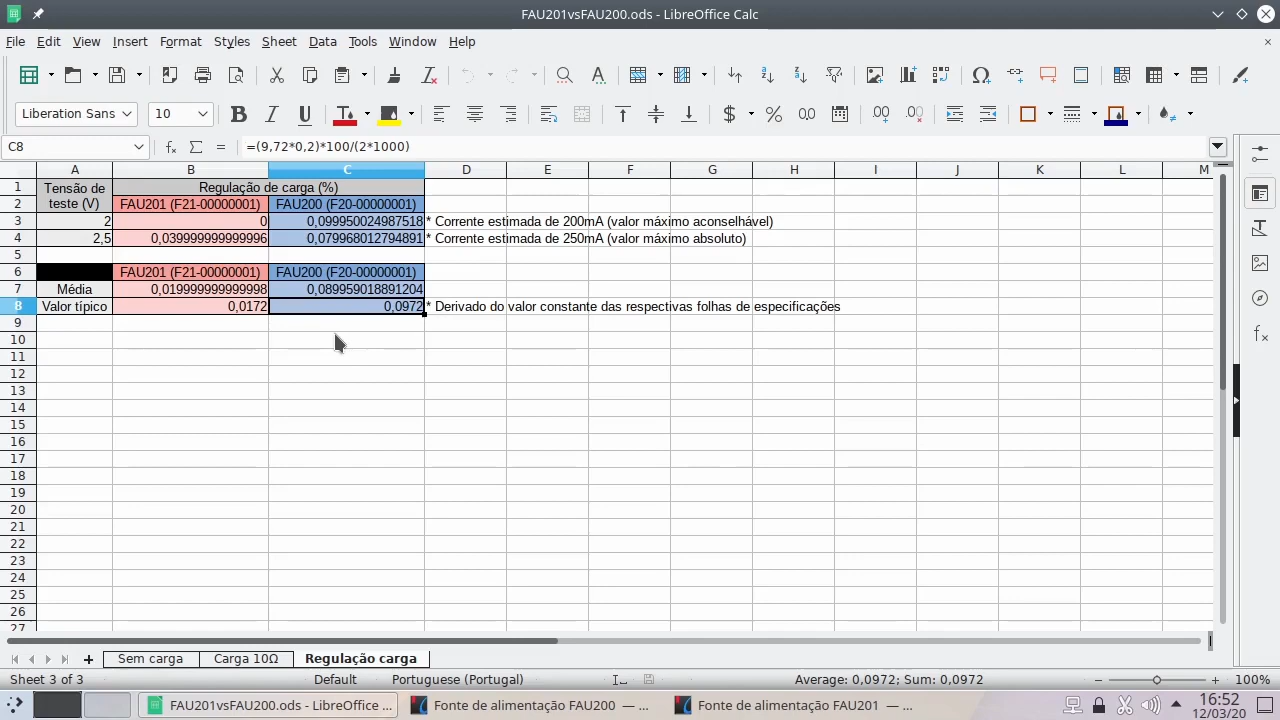 FAU201vsFAU200.ods - LibreOffice Calc
File Edit View Insert Format Styles Sheet Data Tools Window Help
Liberation Sans 10
C8 =(9,72*0,2)*100/(2*1000)
A B C D E F G H I J K L M
1 Tensão de teste (V) Regulação de carga (%)
2 FAU201 (F21-00000001) FAU200 (F20-00000001)
3 2 0 0,099950024987518 * Corrente estimada de 200mA (valor máximo aconselhável)
4 2,5 0,039999999999996 0,079968012794891 * Corrente estimada de 250mA (valor máximo absoluto)
5
6 FAU201 (F21-00000001) FAU200 (F20-00000001)
7 Média 0,019999999999998 0,089959018891204
8 Valor típico 0,0172 0,0972 * Derivado do valor constante das respectivas folhas de especificações
9
10
11
12
13
14
15
16
17
18
19
20
21
22
23
24
25
26
27
Sem carga Carga 10Ω Regulação carga
Sheet 3 of 3 Default Portuguese (Portugal) Average: 0,0972; Sum: 0,0972 100%
FAU201vsFAU200.ods - LibreOffice ... Fonte de alimentação FAU200 — ... Fonte de alimentação FAU201 — ... 16:52
12/03/20